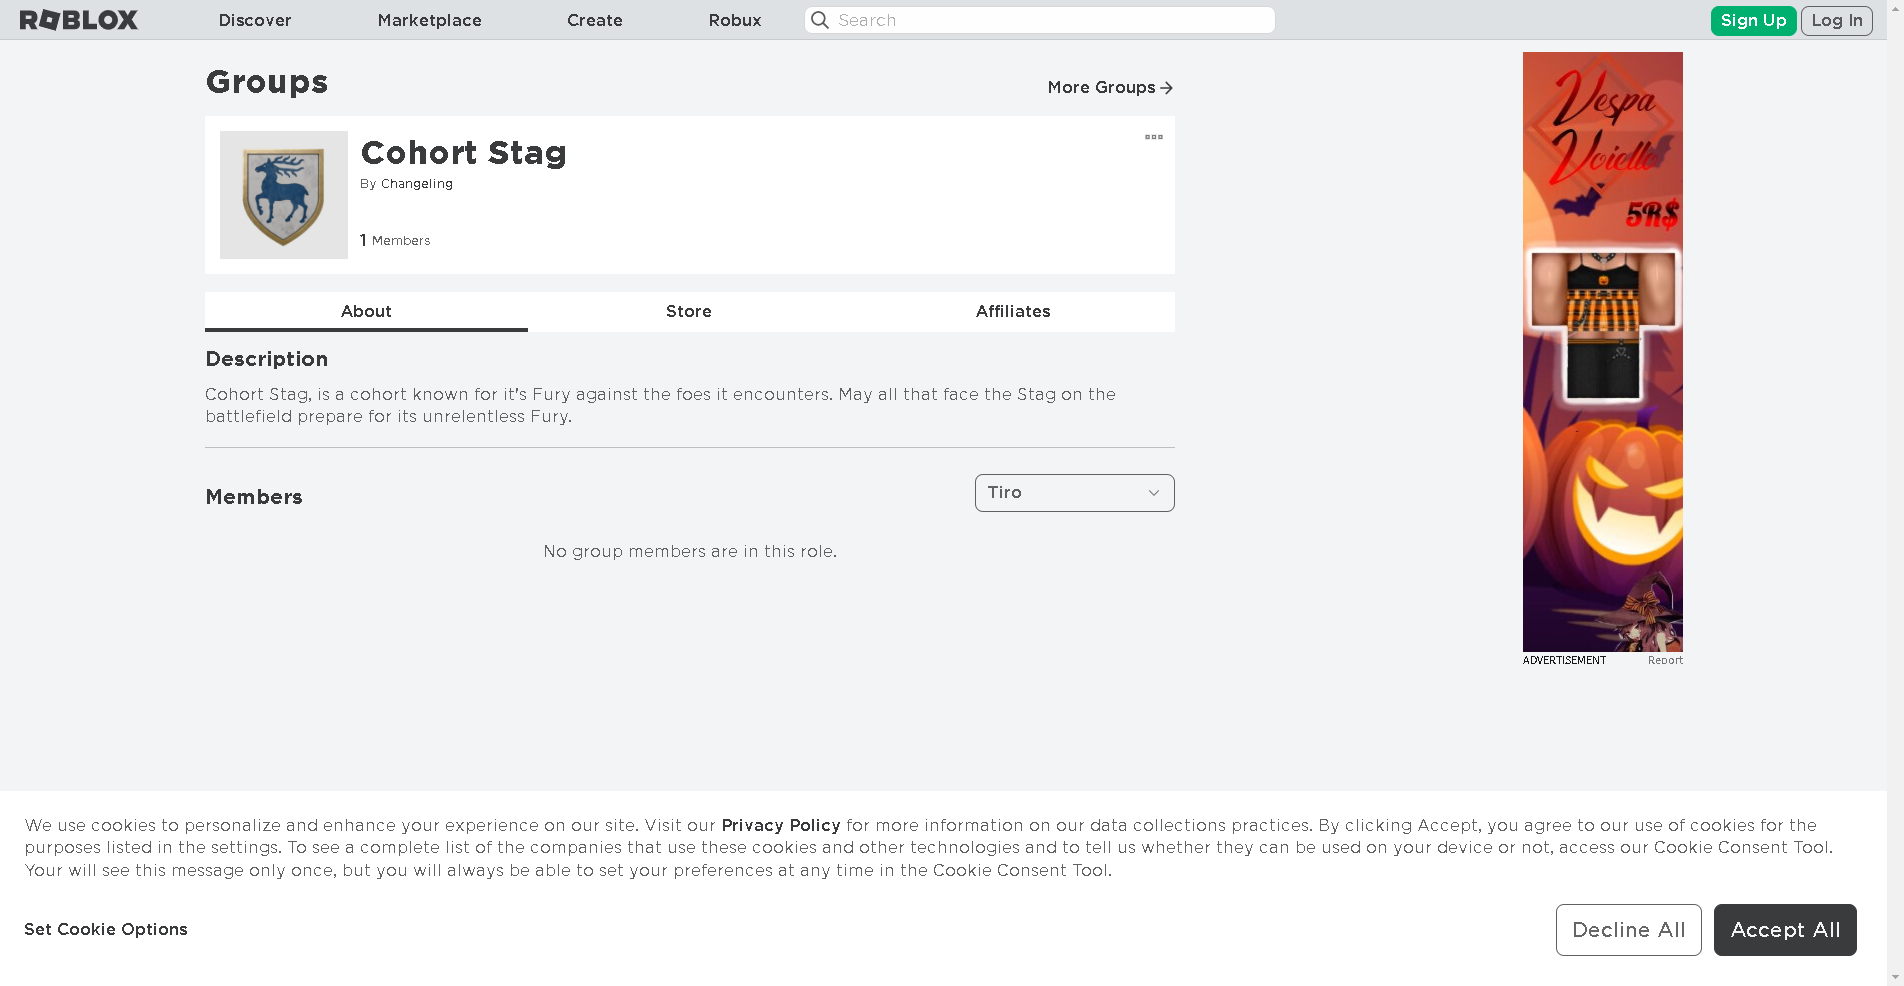 ROBLOX Discover Marketplace Create Robux Search Sign Up Log In
Groups
More Groups
Cohort Stag
By Changeling
1 Members
About Store Affiliates
Description
Cohort Stag, is a cohort known for it's Fury against the foes it encounters. May all that face the Stag on the
battlefield prepare for its unrelentless Fury.
Members
Tiro
No group members are in this role.
Vespa
Voiello
5R$
ADVERTISEMENT Report
We use cookies to personalize and enhance your experience on our site. Visit our Privacy Policy for more information on our data collections practices. By clicking Accept, you agree to our use of cookies for the
purposes listed in the settings. To see a complete list of the companies that use these cookies and other technologies and to tell us whether they can be used on your device or not, access our Cookie Consent Tool.
Your will see this message only once, but you will always be able to set your preferences at any time in the Cookie Consent Tool.
Set Cookie Options
Decline All Accept All